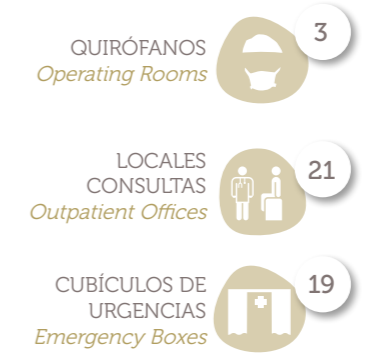 QUIRÓFANOS
Operating Rooms
3
LOCALES
CONSULTAS
Outpatient Offices
21
CUBÍCULOS DE
URGENCIAS
Emergency Boxes
19